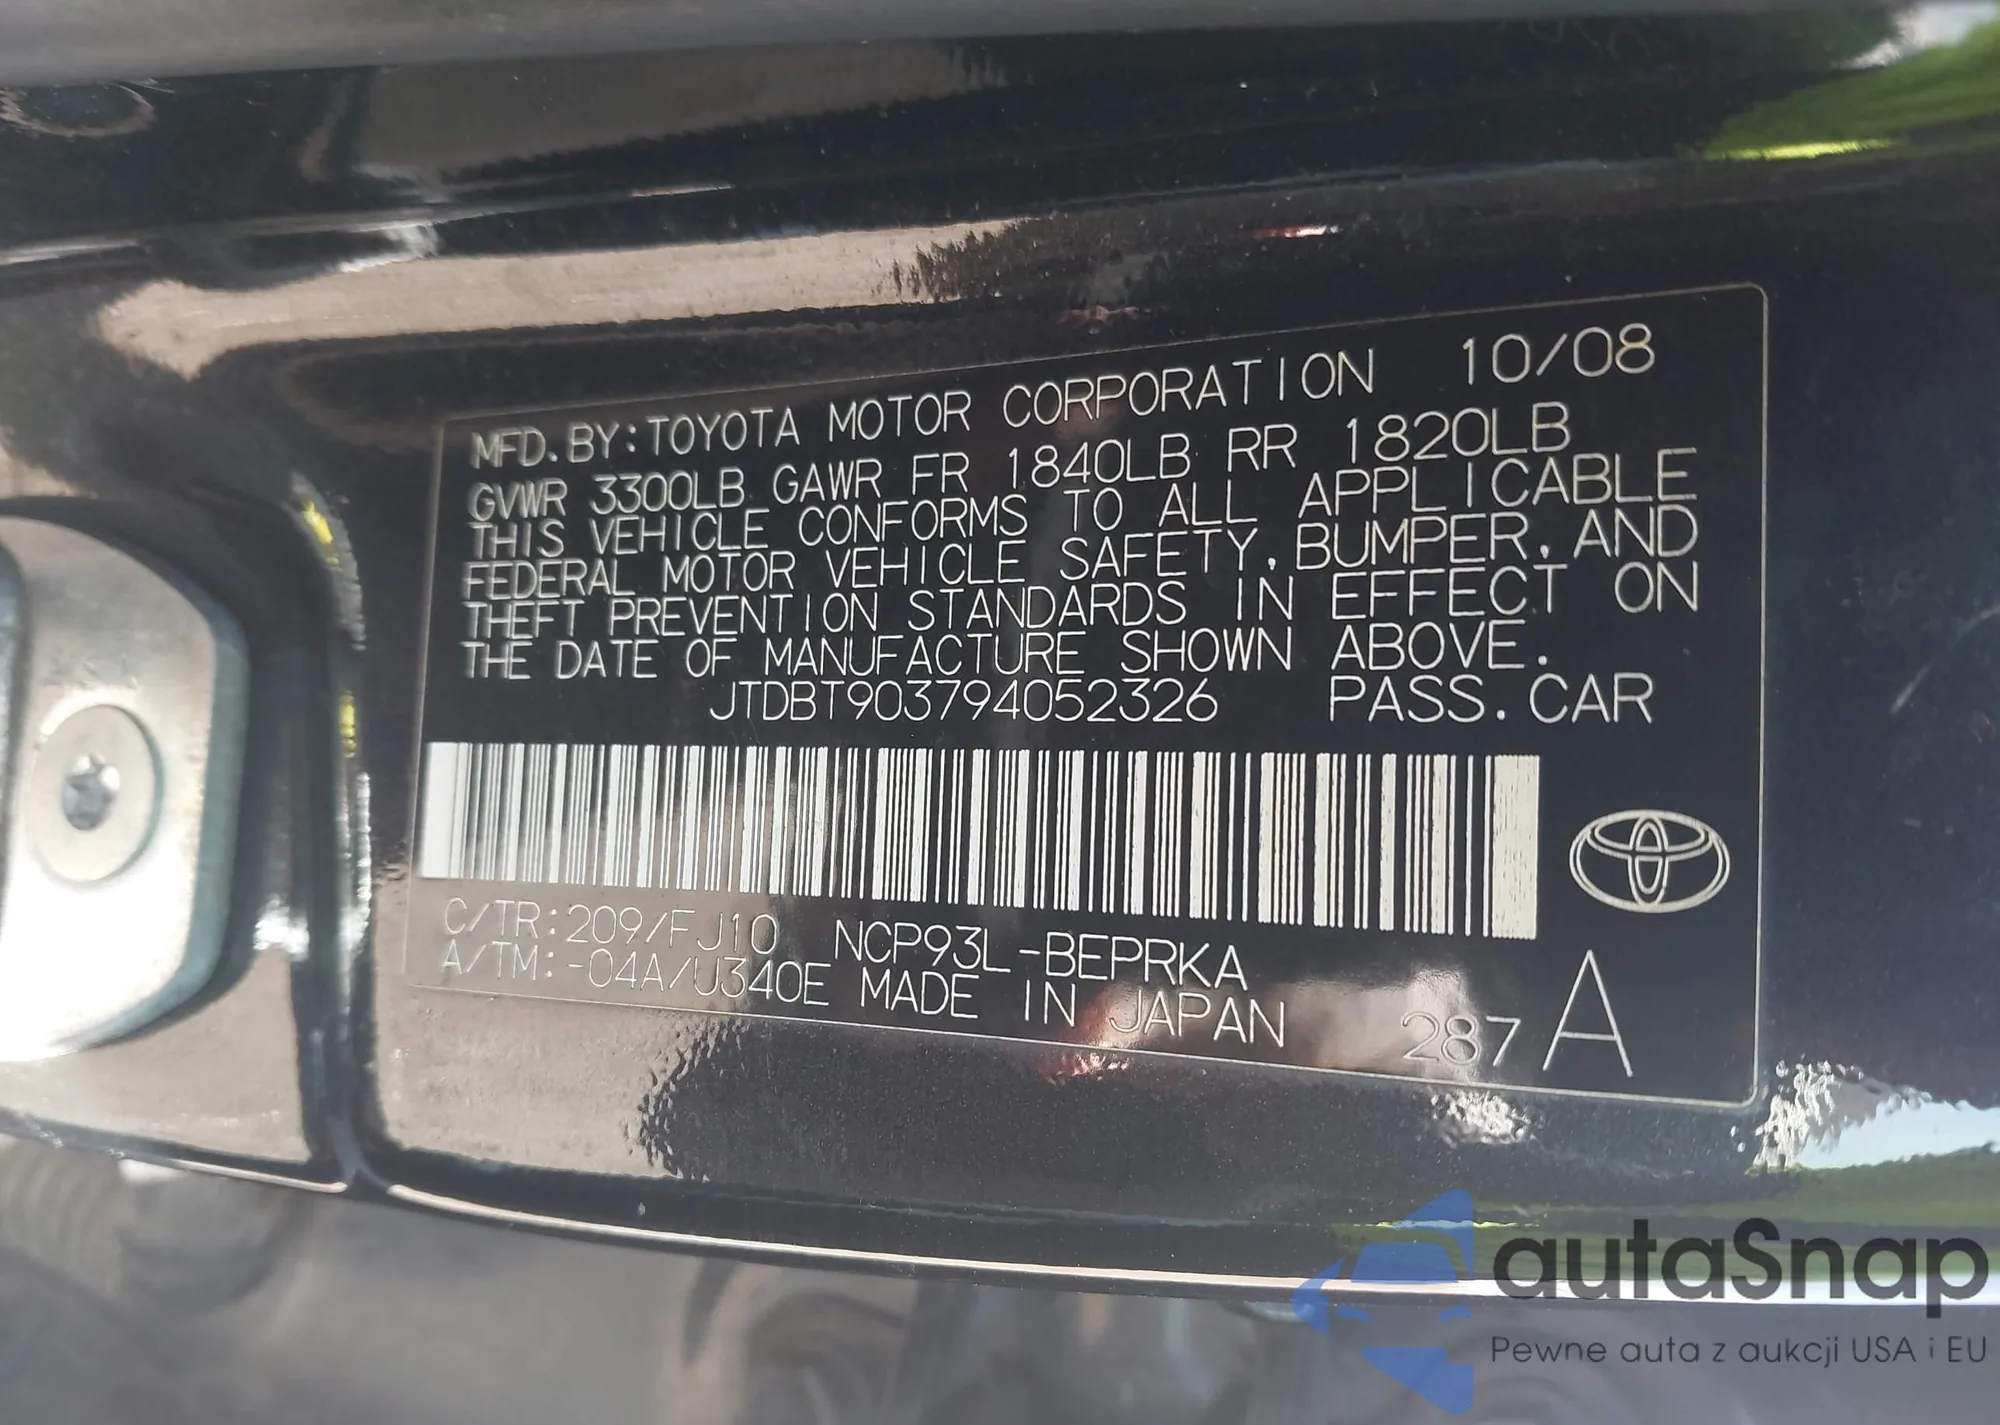 MFD.BY:TOYOTA MOTOR CORPORATION 10/08
GVWR 3300LB GAWR FR 1840LB RR 1820LB
THIS VEHICLE CONFORMS TO ALL APPLICABLE
FEDERAL MOTOR VEHICLE SAFETY, BUMPER, AND
THEFT PREVENTION STANDARDS IN EFFECT ON
THE DATE OF MANUFACTURE SHOWN ABOVE.
JTDBT903794052326 PASS.CAR
C/TR:209/FJ10 NCP93L-BEPRKA
A/TM:-04A/U340E MADE IN JAPAN 287 A
autaSnap
Pewne auta z aukcji USA i EU